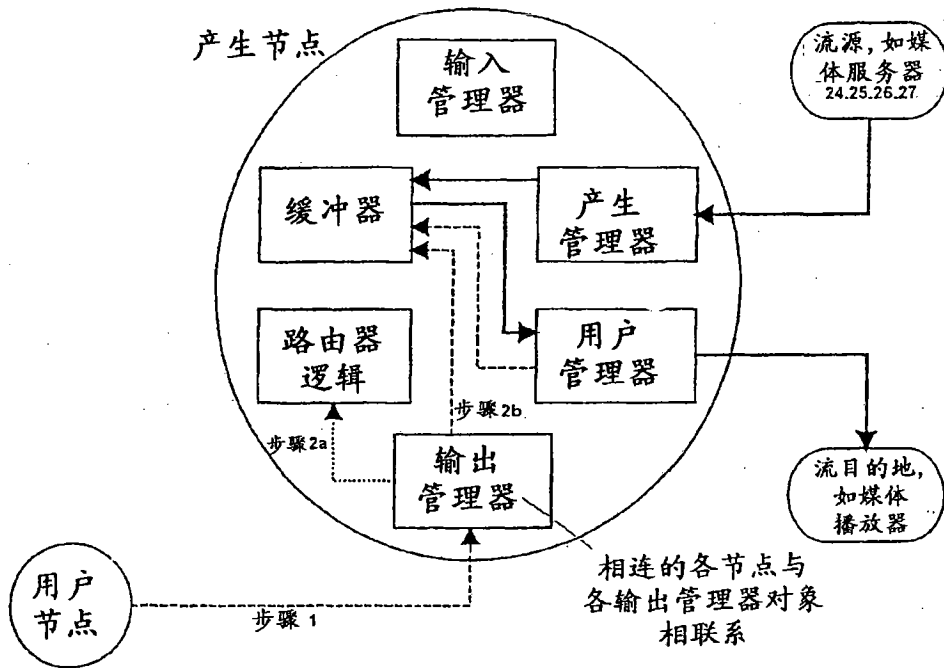 产生节点
输入
管理器
流源,如媒
体服务器
24.25.26.27
缓冲器
产生
管理器
路由器
逻辑
用户
管理器
步骤2b
步骤2a
输出
管理器
流目的地,
如媒体
播放器
用户
节点
步骤 1
相连的各节点与
各输出管理器对象
相联系